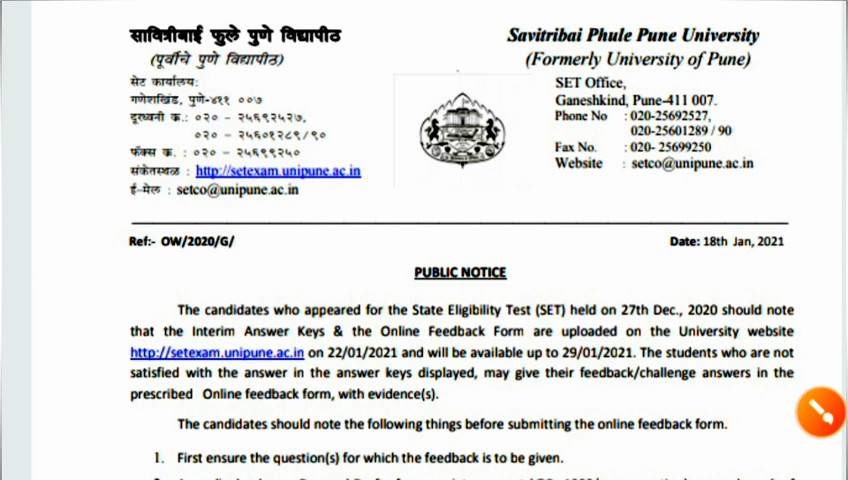 सावित्रीबाई फुले पुणे विद्यापीठ
(पूर्वीचे पुणे विद्यापीठ)
सेट कार्यालय:
गणेशखिंड, पुणे-४११ ००७
दूरध्वनी क.: ०२० - २५६९२५२७,
०२० - २५६०१२८९/९०
फॅक्स क. : ०२० - २५६९९२५०
संकेतस्थळ : http://setexam.unipune.ac.in
ई-मेल : setco@unipune.ac.in
Savitribai Phule Pune University
(Formerly University of Pune)
SET Office,
Ganeshkind, Pune-411 007.
Phone No : 020-25692527,
020-25601289 / 90
Fax No. : 020- 25699250
Website : setco@unipune.ac.in
Ref:- OW/2020/G/
Date: 18th Jan, 2021
PUBLIC NOTICE
The candidates who appeared for the State Eligibility Test (SET) held on 27th Dec., 2020 should note
that the Interim Answer Keys & the Online Feedback Form are uploaded on the University website
http://setexam.unipune.ac.in on 22/01/2021 and will be available up to 29/01/2021. The students who are not
satisfied with the answer in the answer keys displayed, may give their feedback/challenge answers in the
prescribed Online feedback form, with evidence(s).
The candidates should note the following things before submitting the online feedback form.
1. First ensure the question(s) for which the feedback is to be given.